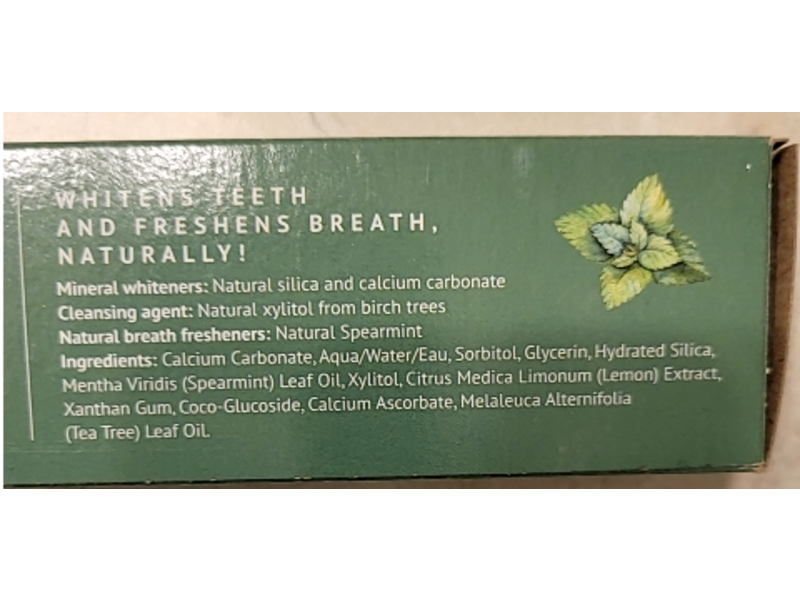 WHITENS TEETH
AND FRESHENS BREATH,
NATURALLY!
Mineral whiteners: Natural silica and calcium carbonate
Cleansing agent: Natural xylitol from birch trees
Natural breath fresheners: Natural Spearmint
Ingredients: Calcium Carbonate, Aqua/Water/Eau, Sorbitol, Glycerin, Hydrated Silica,
Mentha Viridis (Spearmint) Leaf Oil, Xylitol, Citrus Medica Limonum (Lemon) Extract,
Xanthan Gum, Coco-Glucoside, Calcium Ascorbate, Melaleuca Alternifolia
(Tea Tree) Leaf Oil.